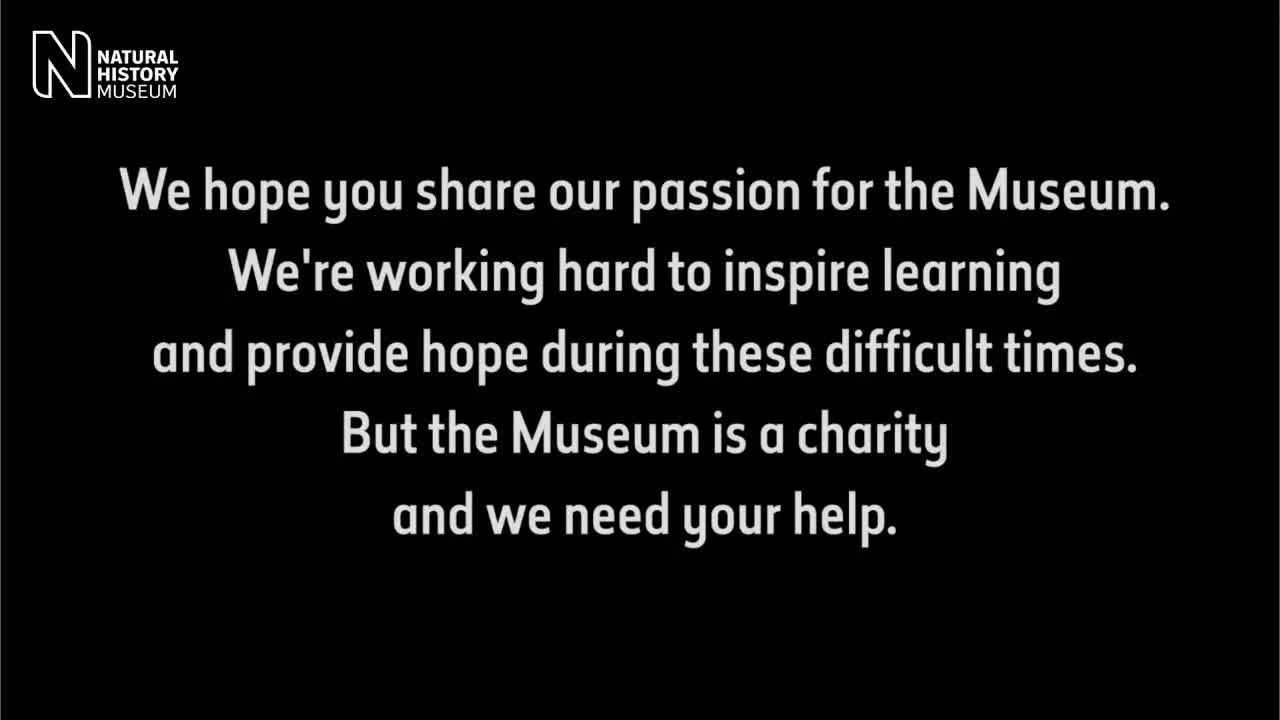 NATURAL
HISTORY
MUSEUM
We hope you share our passion for the Museum.
We're working hard to inspire learning
and provide hope during these difficult times.
But the Museum is a charity
and we need your help.